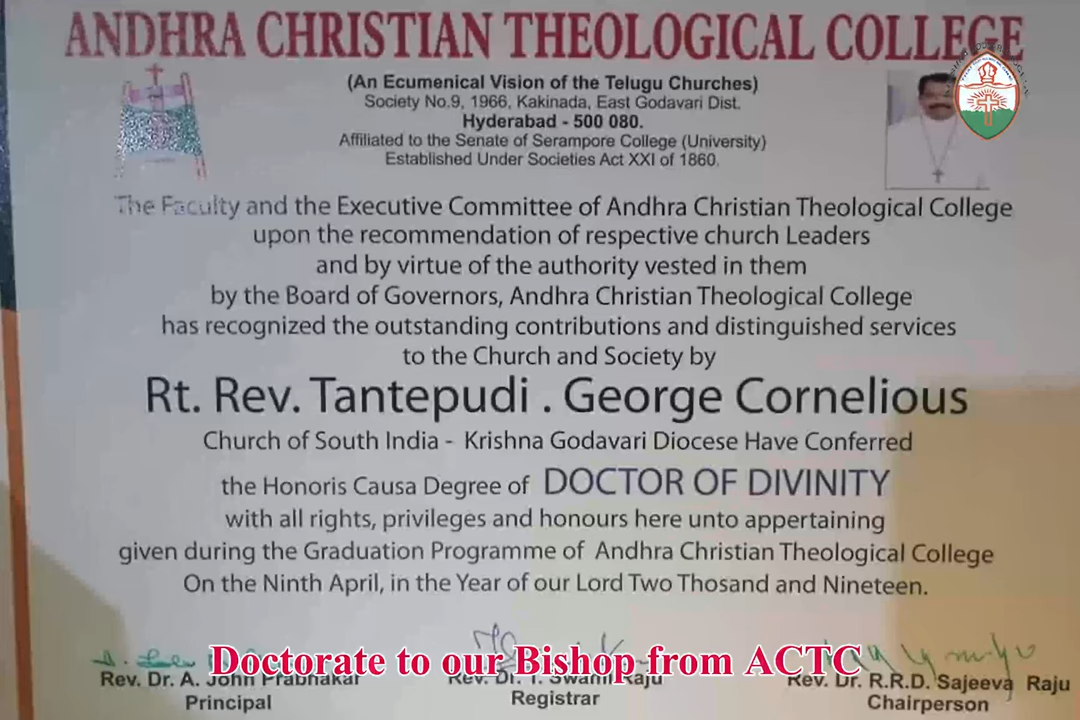 ANDHRA CHRISTIAN THEOLOGICAL COLLEGE
(An Ecumenical Vision of the Telugu Churches)
Society No.9, 1966, Kakinada, East Godavari Dist.
Hyderabad - 500 080.
Affiliated to the Senate of Serampore College (University)
Established Under Societies Act XXI of 1860.
The Faculty and the Executive Committee of Andhra Christian Theological College
upon the recommendation of respective church Leaders
and by virtue of the authority vested in them
by the Board of Governors, Andhra Christian Theological College
has recognized the outstanding contributions and distinguished services
to the Church and Society by
Rt. Rev. Tantepudi . George Cornelious
Church of South India - Krishna Godavari Diocese Have Conferred
the Honoris Causa Degree of DOCTOR OF DIVINITY
with all rights, privileges and honours here unto appertaining
given during the Graduation Programme of Andhra Christian Theological College
On the Ninth April, in the Year of our Lord Two Thosand and Nineteen.
Doctorate to our Bishop from ACTC
Rev. Dr. A. John Prabhakar Rev. Dr. T. Swami Raju Rev. Dr. R.R.D. Sajeeva Raju
Principal Registrar Chairperson